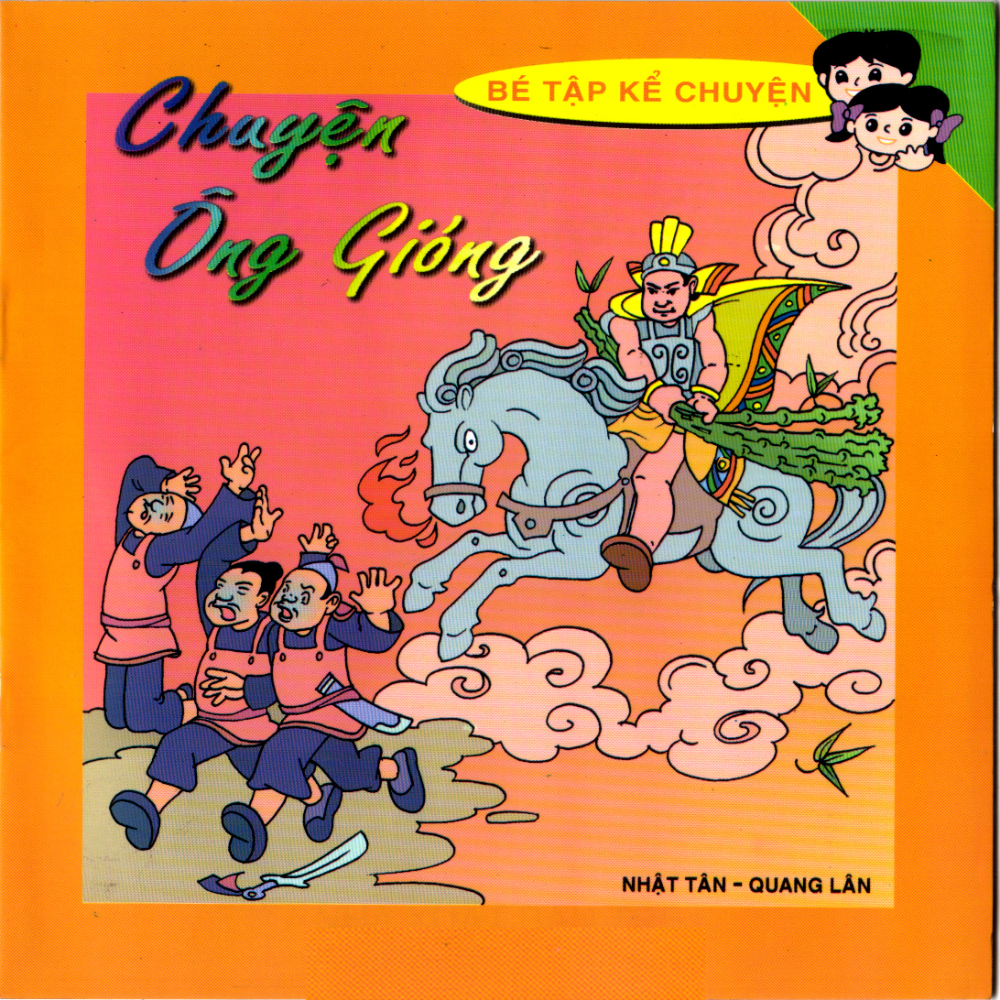 BÉ TẬP KỂ CHUYỆN
Chuyện
Ông Gióng
NHẬT TÂN - QUANG LÂN